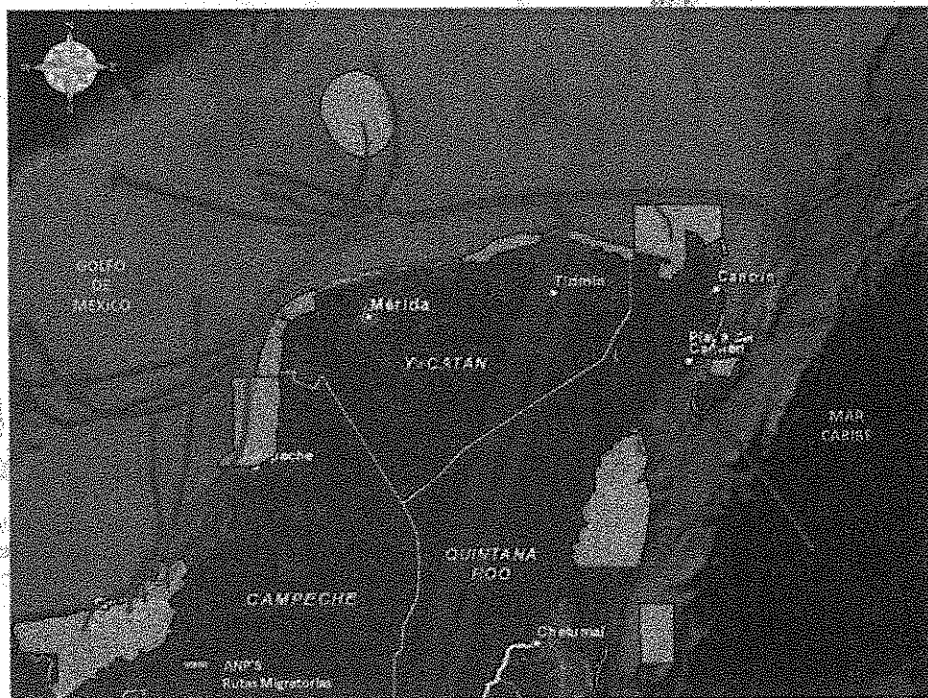 GOLFO
DE
MEXICO
Mérida
Tizimín
Cancún
Playa del
Carmen
YUCATAN
MAR
CARIBE
peche
QUINTANA
ROO
CAMPECHE
Chetumal
ANP'S
Rutas Migratorias